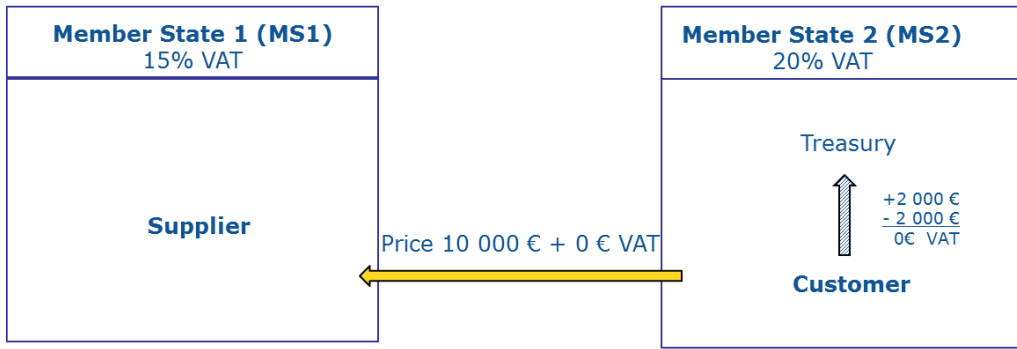 Member State 1 (MS1)
15% VAT
Supplier
Price 10 000 € + 0 € VAT
Member State 2 (MS2)
20% VAT
Treasury
+2 000 €
- 2 000 €
0€ VAT
Customer